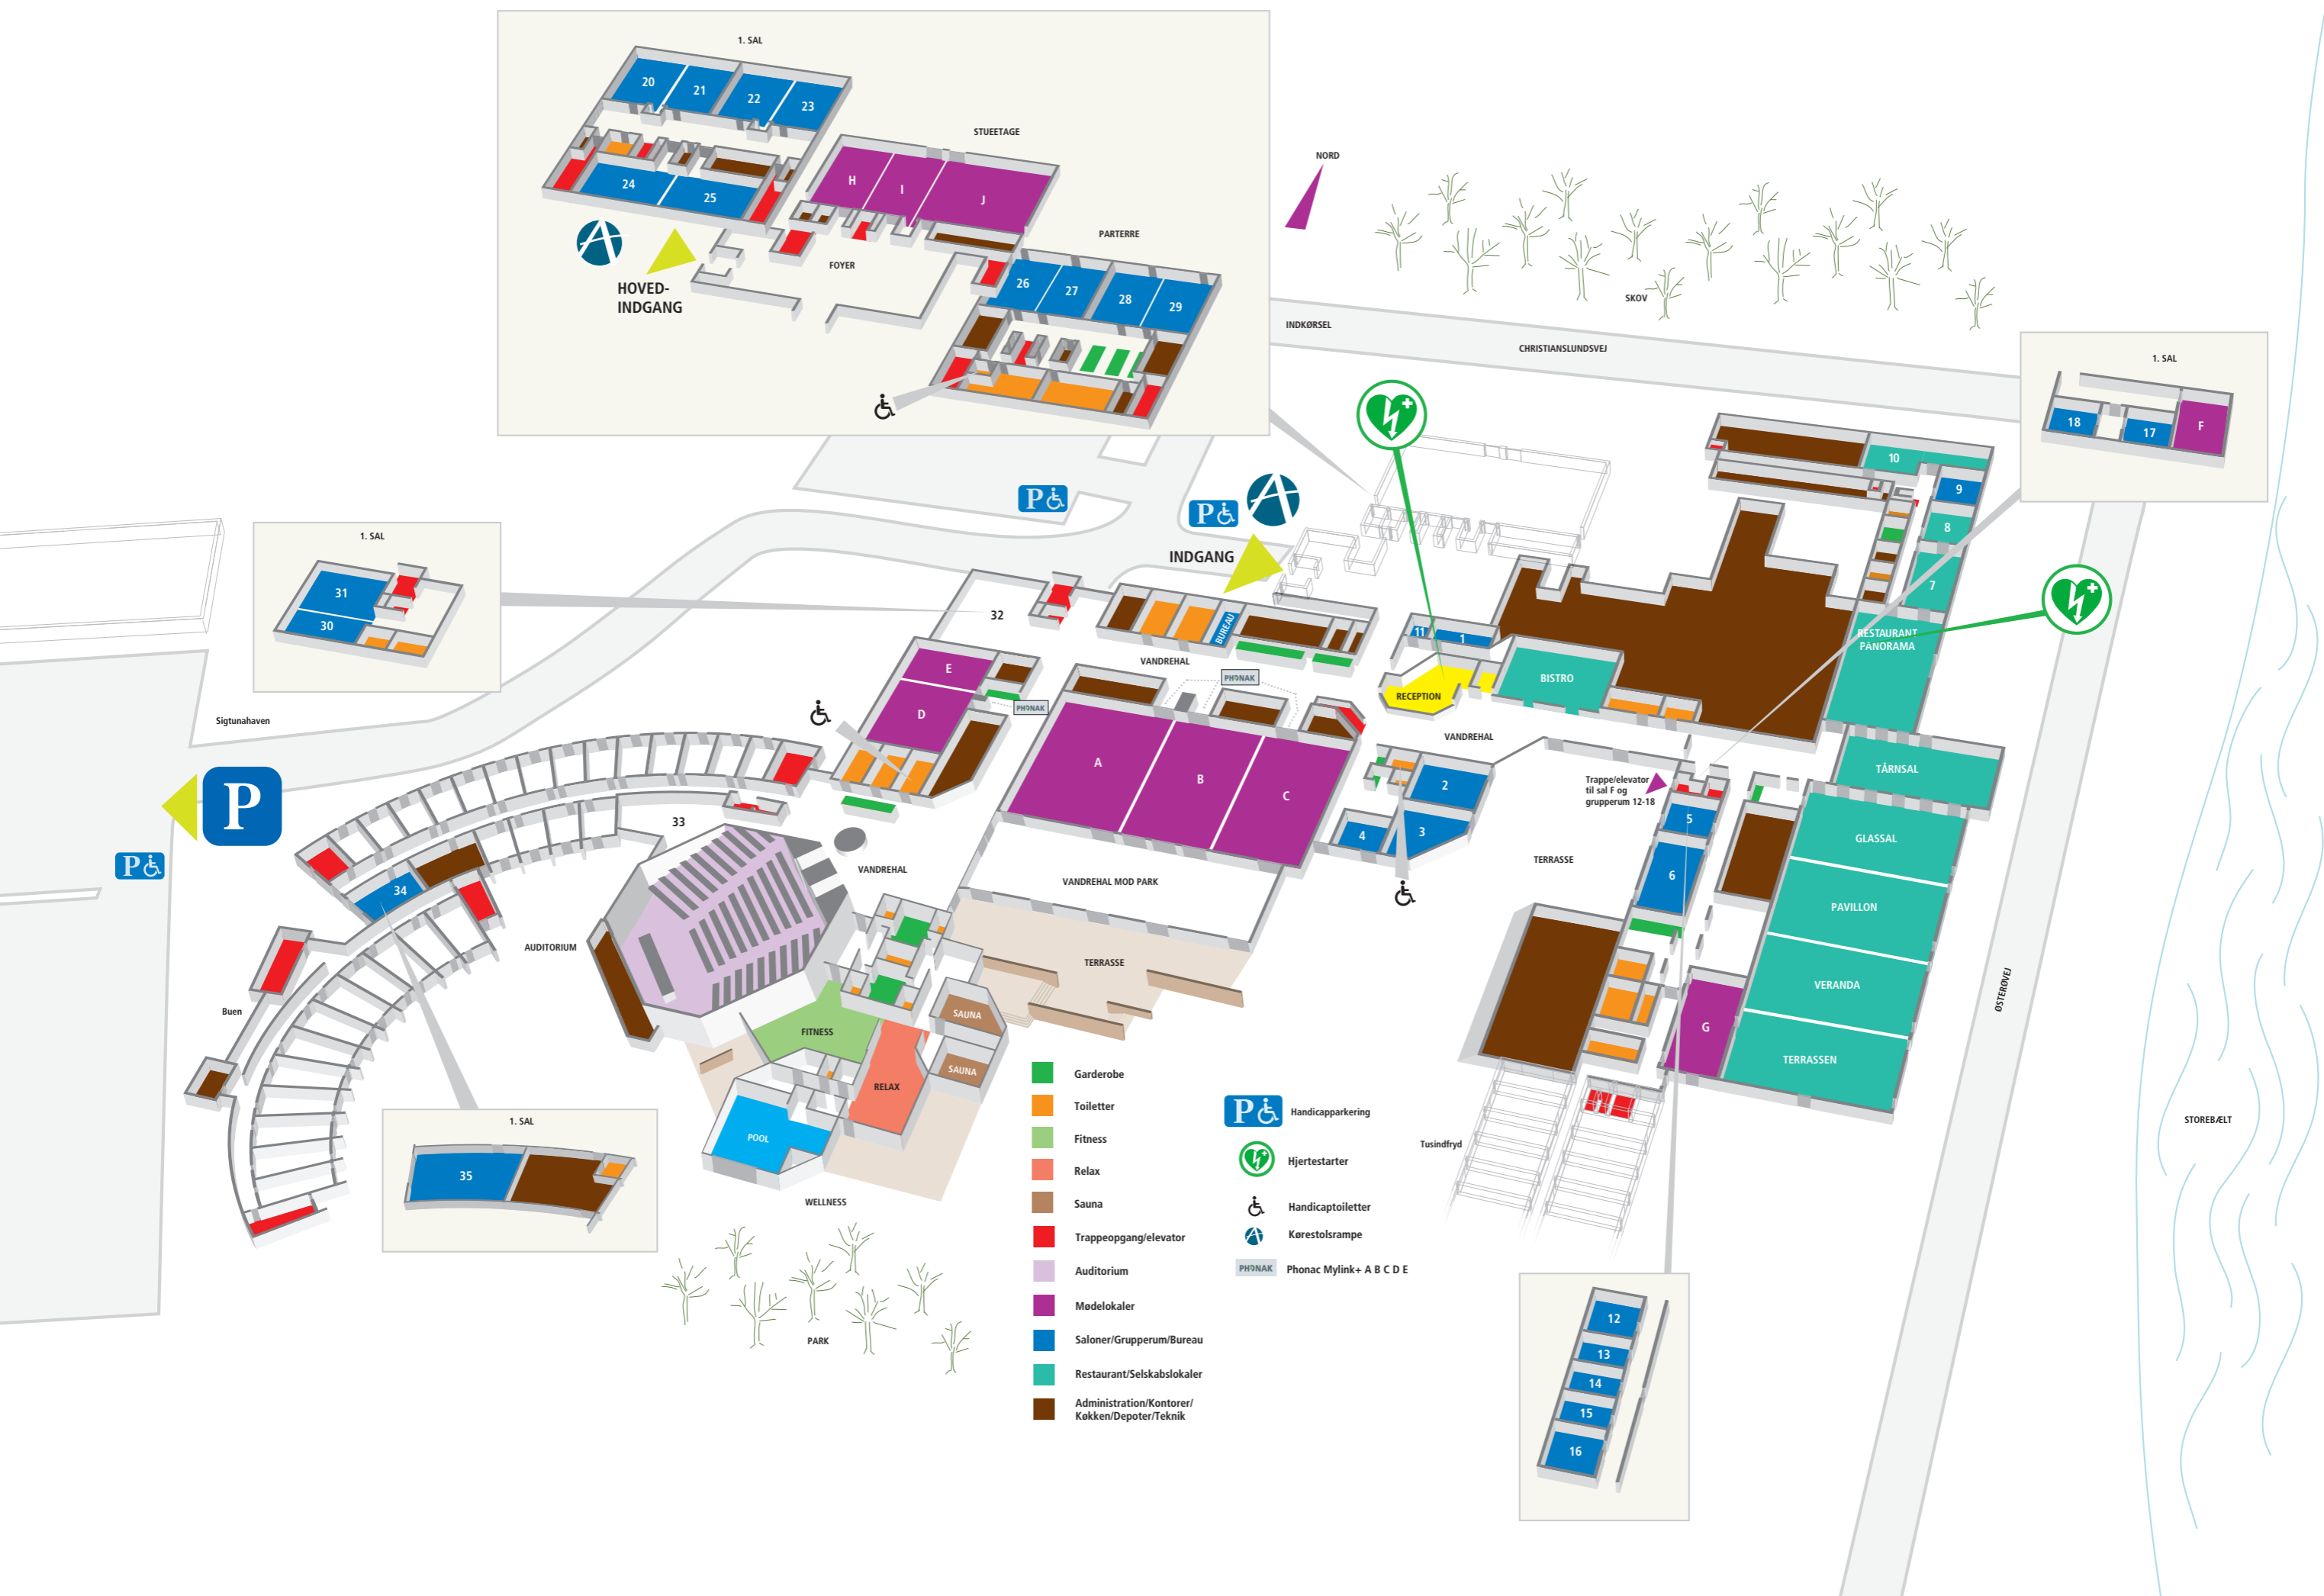 1. SAL
20
21
22
23
24
25
STUEETAGE
H
I
J
FOYER
HOVED-
INDGANG
PARTERRE
26
27
28
29
NORD
SKOV
INDKØRSEL
CHRISTIANSLUNDSVEJ
1. SAL
18
17
F
1. SAL
31
30
32
INDGANG
P
P
BUREAU
VANDREHAL
PHONAK
PHONAK
E
D
A
B
C
11
1
RECEPTION
BISTRO
VANDREHAL
10
9
8
7
RESTAURANT
PANORAMA
TÅRNSAL
Trappe/elevator
til sal F og
grupperum 12-18
2
3
4
5
6
TERRASSE
GLASSAL
PAVILLON
VERANDA
TERRASSEN
G
ØSTERØVEJ
STOREBÆLT
Tusindfryd
Sigtunahaven
P
P
33
34
AUDITORIUM
VANDREHAL
VANDREHAL MOD PARK
TERRASSE
Buen
FITNESS
SAUNA
SAUNA
RELAX
POOL
WELLNESS
PARK
1. SAL
35
12
13
14
15
16
Garderobe
Toiletter
Fitness
Relax
Sauna
Trappeopgang/elevator
Auditorium
Mødelokaler
Saloner/Grupperum/Bureau
Restaurant/Selskabslokaler
Administration/Kontorer/
Køkken/Depoter/Teknik
P
Handicapparkering
Hjertestarter
Handicaptoiletter
Kørestolsrampe
PHONAK
Phonac Mylink+ A B C D E